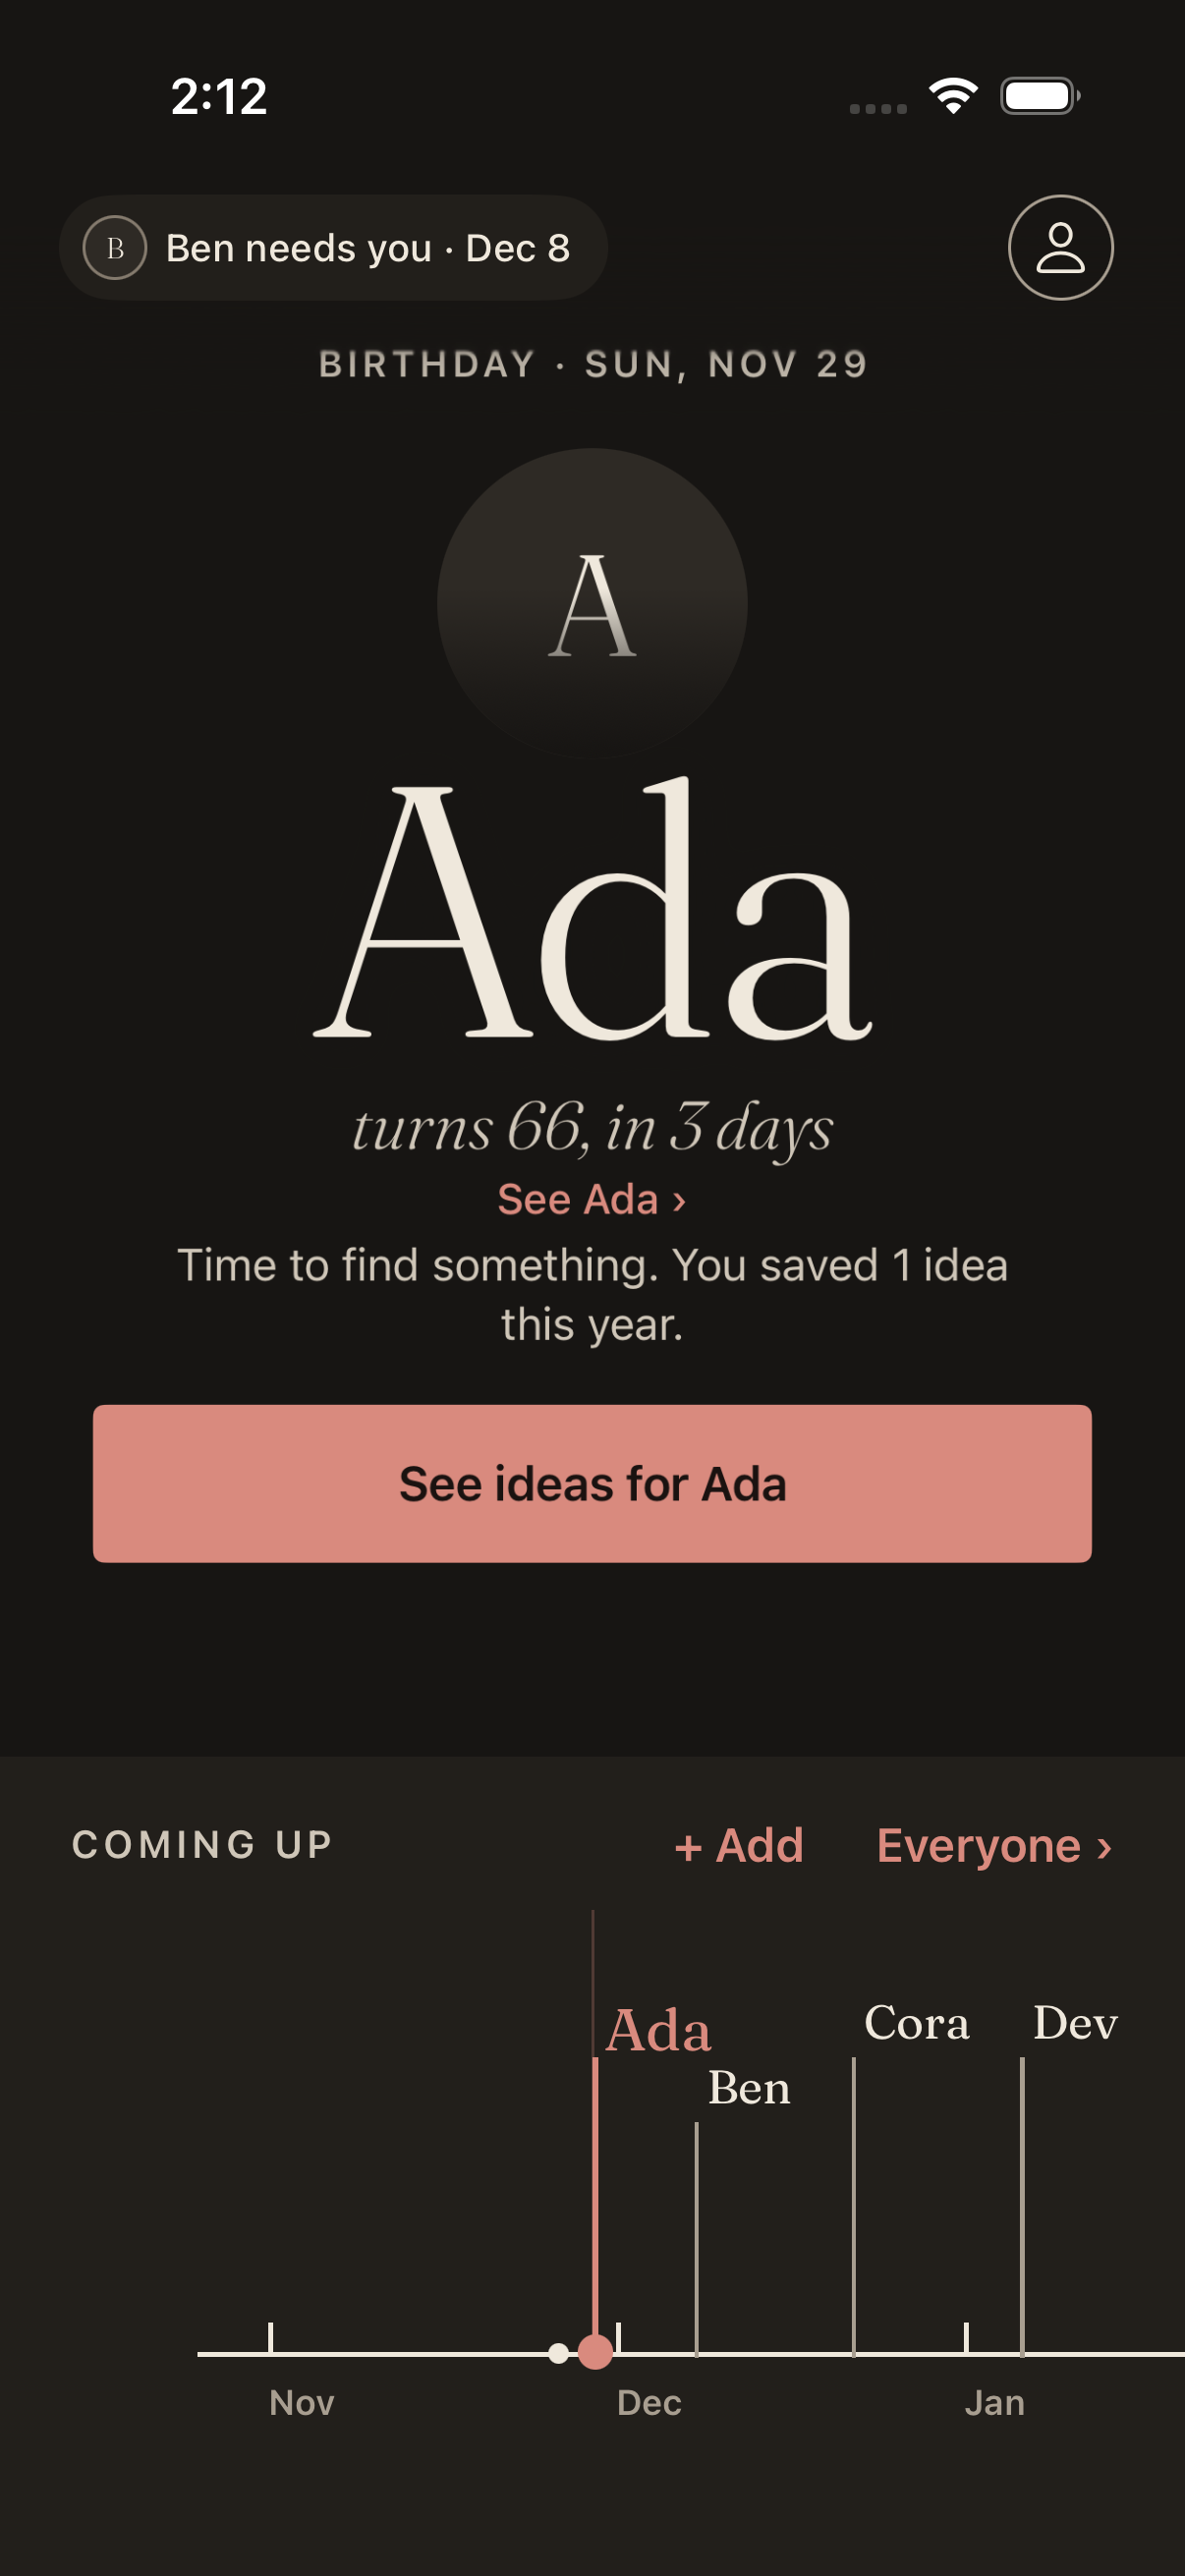 2:12
B Ben needs you · Dec 8
BIRTHDAY · SUN, NOV 29
A
Ada
turns 66, in 3 days
See Ada ›
Time to find something. You saved 1 idea
this year.
See ideas for Ada
COMING UP + Add Everyone ›
Ada Cora Dev
Ben
Nov Dec Jan